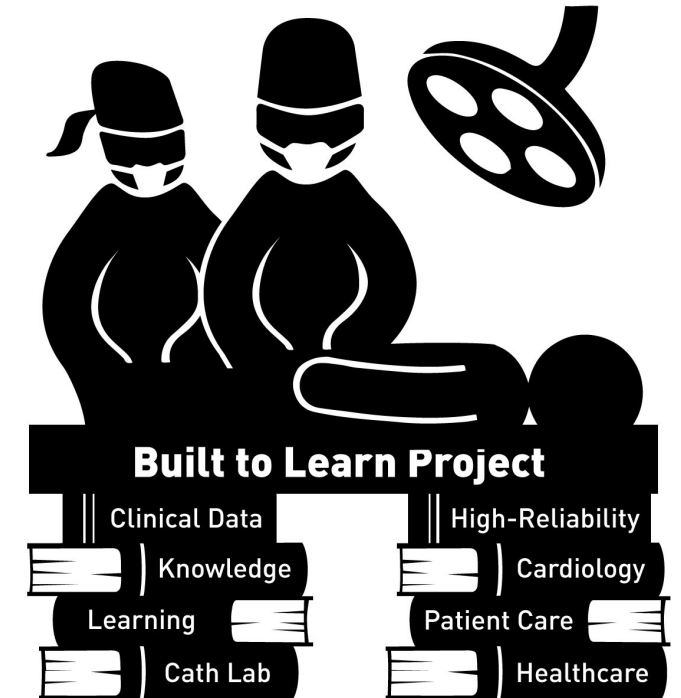 Built to Learn Project
Clinical Data
Knowledge
Learning
Cath Lab
High-Reliability
Cardiology
Patient Care
Healthcare